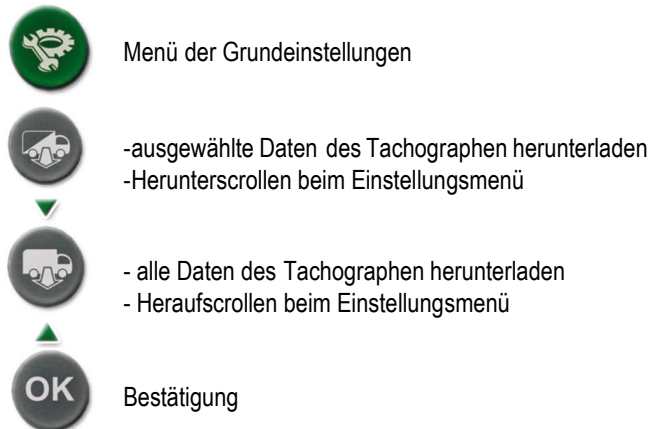 Menü der Grundeinstellungen
-ausgewählte Daten des Tachographen herunterladen
-Herunterscrollen beim Einstellungsmenü
- alle Daten des Tachographen herunterladen
- Heraufscrollen beim Einstellungsmenü
OK
Bestätigung